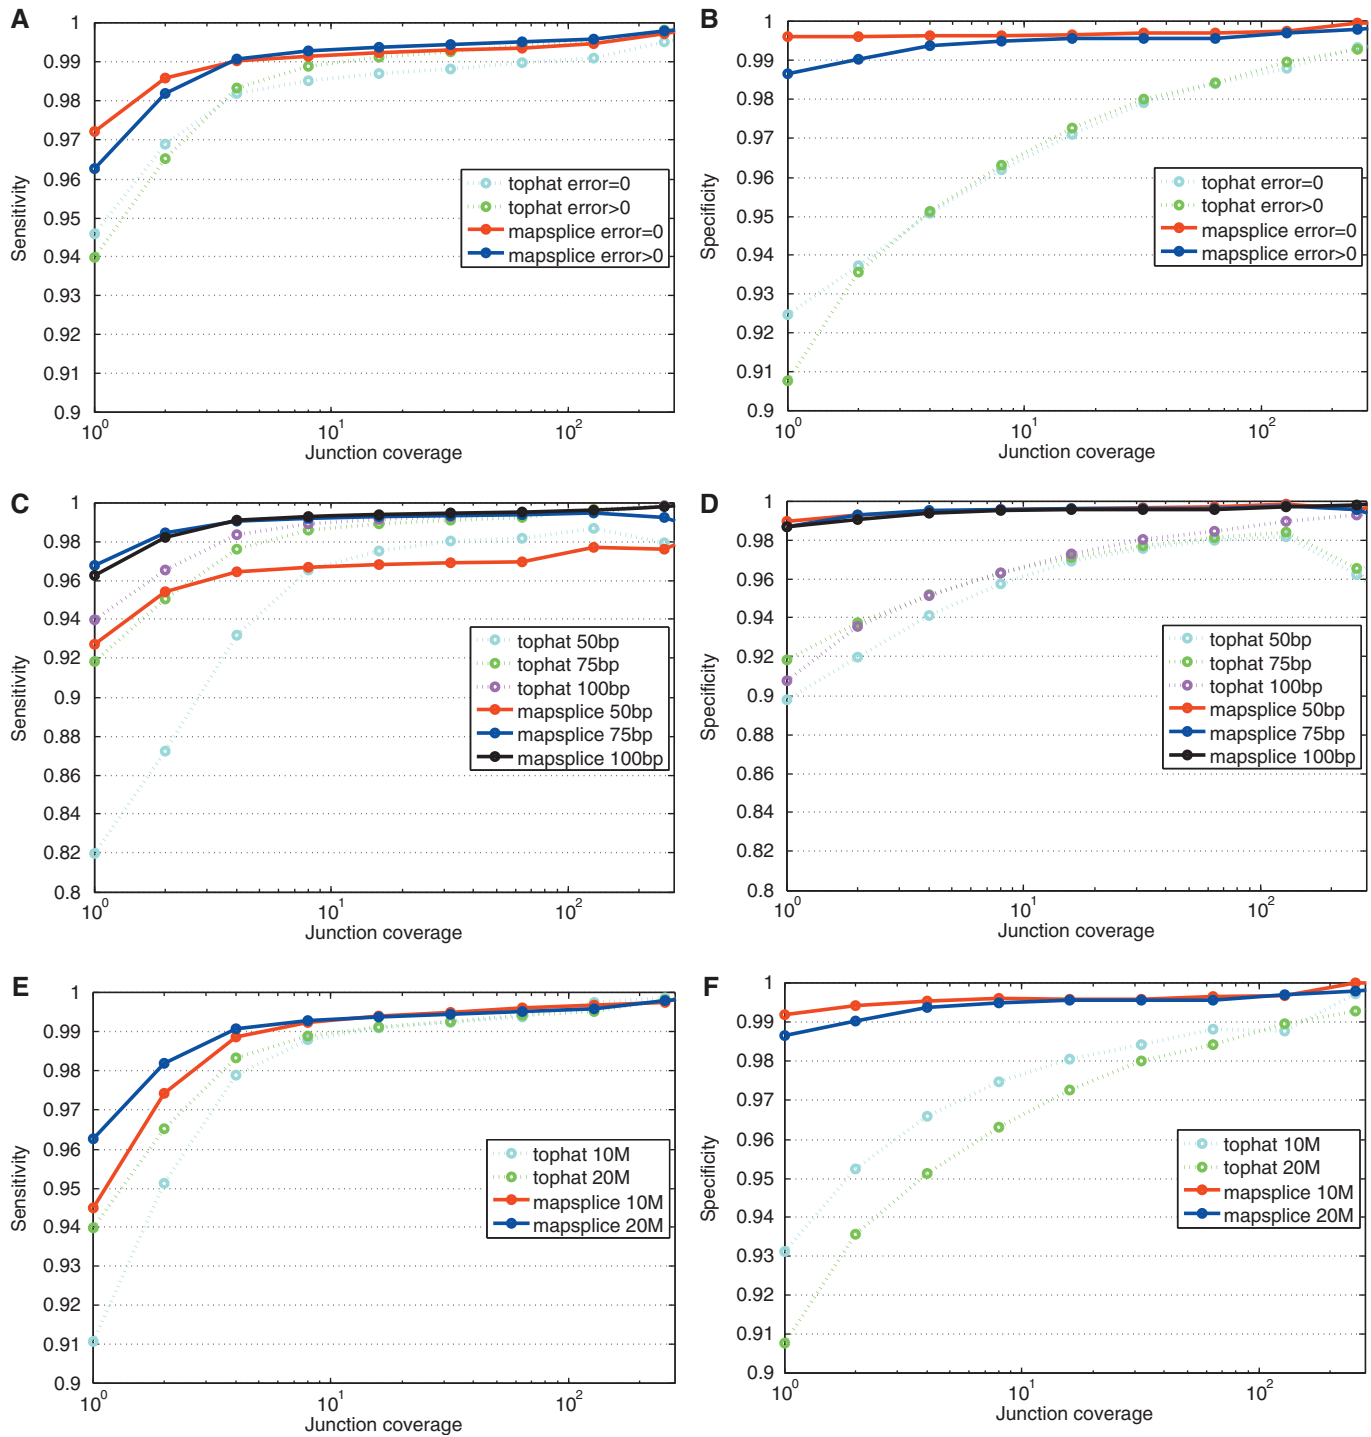 A
1
0.99
0.98
0.97
0.96
0.95
0.94
0.93
0.92
0.91
0.9
Sensitivity
tophat error=0
tophat error>0
mapsplice error=0
mapsplice error>0
10^0
10^1
10^2
Junction coverage
B
1
0.99
0.98
0.97
0.96
0.95
0.94
0.93
0.92
0.91
0.9
Specificity
tophat error=0
tophat error>0
mapsplice error=0
mapsplice error>0
10^0
10^1
10^2
Junction coverage
C
1
0.98
0.96
0.94
0.92
0.9
0.88
0.86
0.84
0.82
0.8
Sensitivity
tophat 50bp
tophat 75bp
tophat 100bp
mapsplice 50bp
mapsplice 75bp
mapsplice 100bp
10^0
10^1
10^2
Junction coverage
D
1
0.98
0.96
0.94
0.92
0.9
0.88
0.86
0.84
0.82
0.8
Specificity
tophat 50bp
tophat 75bp
tophat 100bp
mapsplice 50bp
mapsplice 75bp
mapsplice 100bp
10^0
10^1
10^2
Junction coverage
E
1
0.99
0.98
0.97
0.96
0.95
0.94
0.93
0.92
0.91
0.9
Sensitivity
tophat 10M
tophat 20M
mapsplice 10M
mapsplice 20M
10^0
10^1
10^2
Junction coverage
F
1
0.99
0.98
0.97
0.96
0.95
0.94
0.93
0.92
0.91
0.9
Specificity
tophat 10M
tophat 20M
mapsplice 10M
mapsplice 20M
10^0
10^1
10^2
Junction coverage